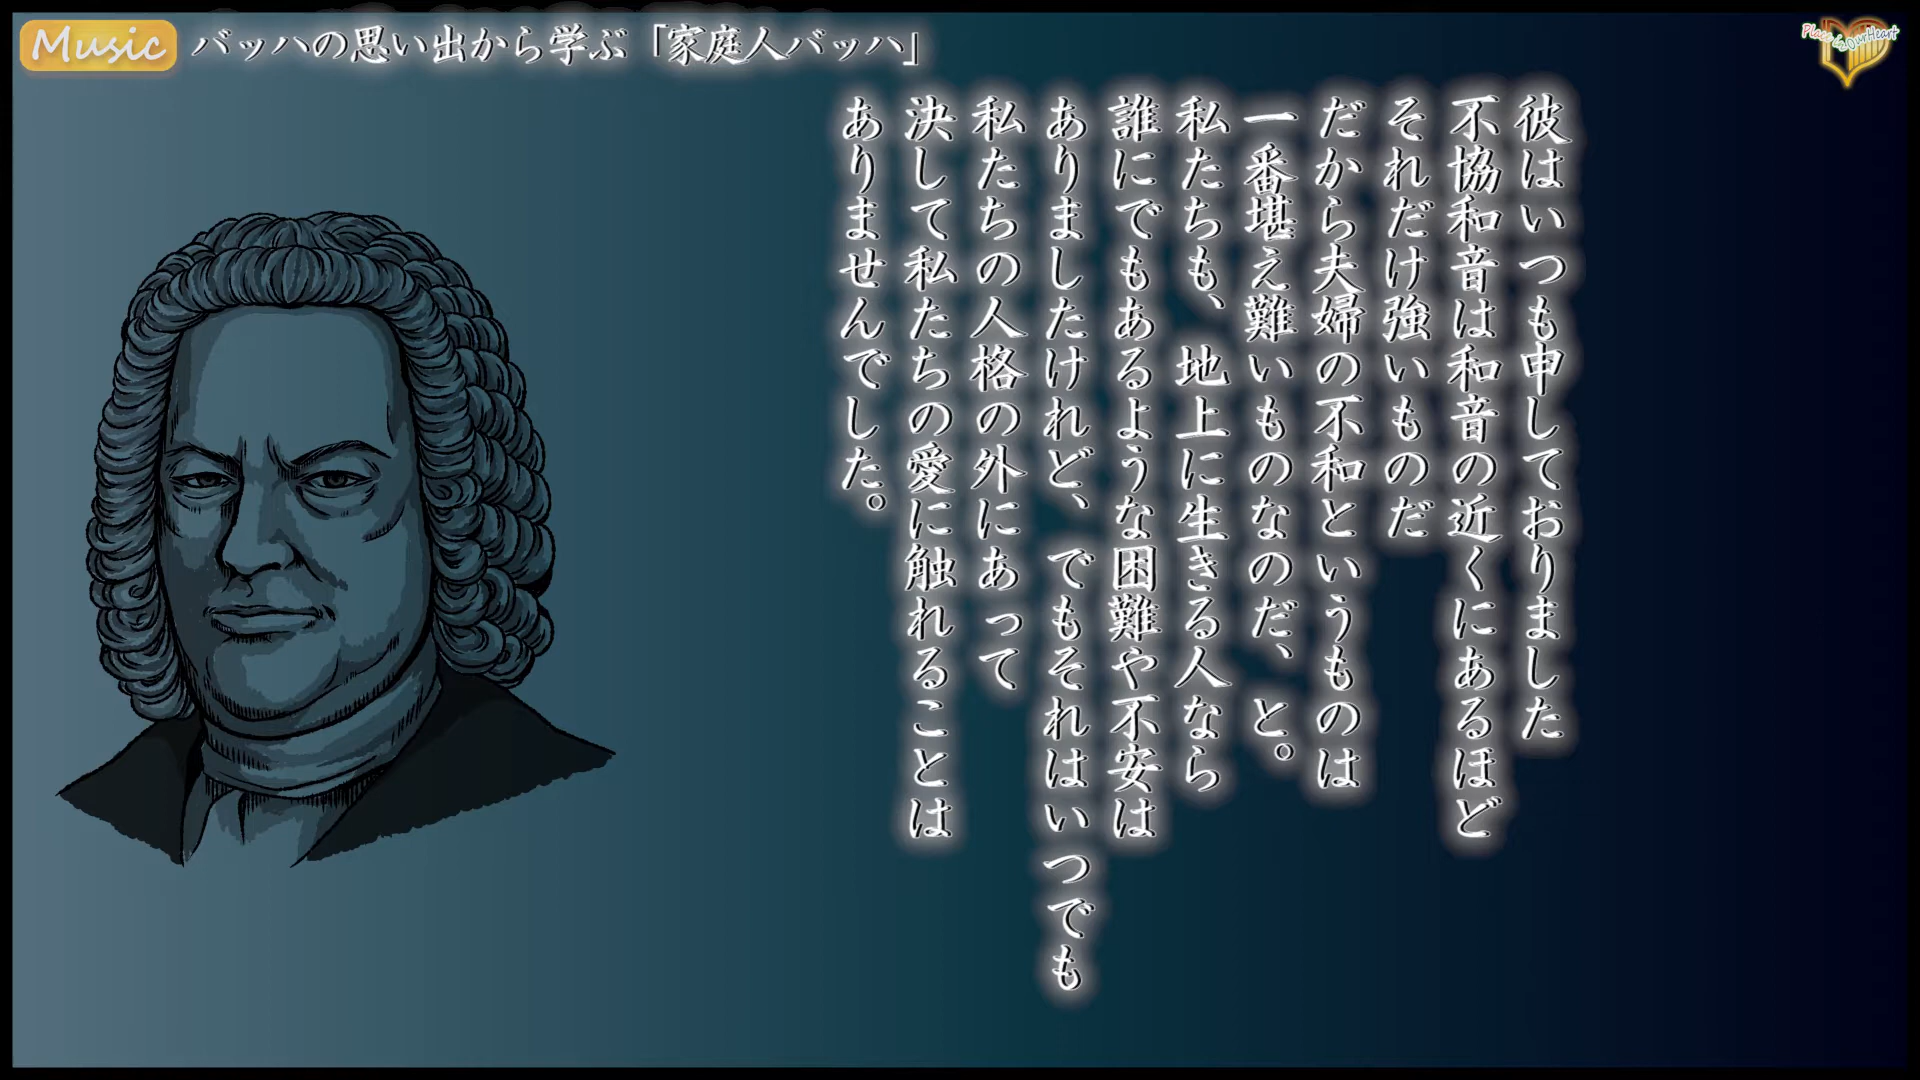 Music
バッハの思い出から学ぶ「家庭人バッハ」
Place in OurHeart
彼はいつも申しておりました
不協和音は和音の近くにあるほど
それだけ強いものだ
だから夫婦の不和というものは
一番堪え難いものなのだ、と。
私たちも、地上に生きる人なら
誰にでもあるような困難や不安は
ありましたけれど、でもそれはいつでも
私たちの人格の外にあって
決して私たちの愛に触れることは
ありませんでした。